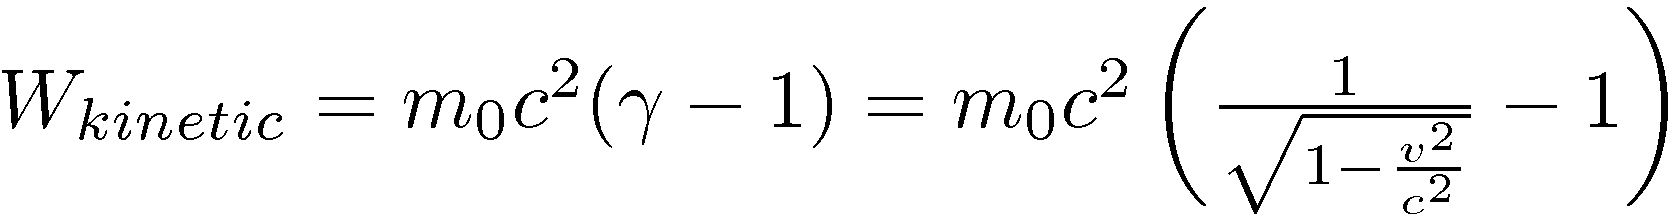 $W_{kinetic} = m_0c^2(\gamma - 1) = m_0c^2\left(\frac{1}{\sqrt{1-\frac{v^2}{c^2}}} - 1\right)$